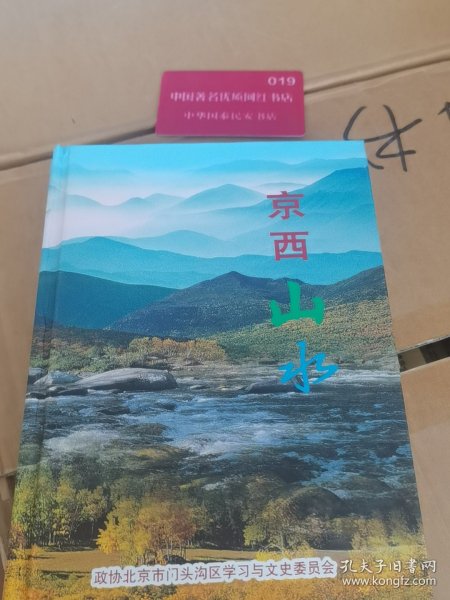 019
中国著名优质网红书店
中华国泰民安书店
京西
山水
政协北京市门头沟区学习与文史委员会
孔夫子旧书网
www.kongfz.com